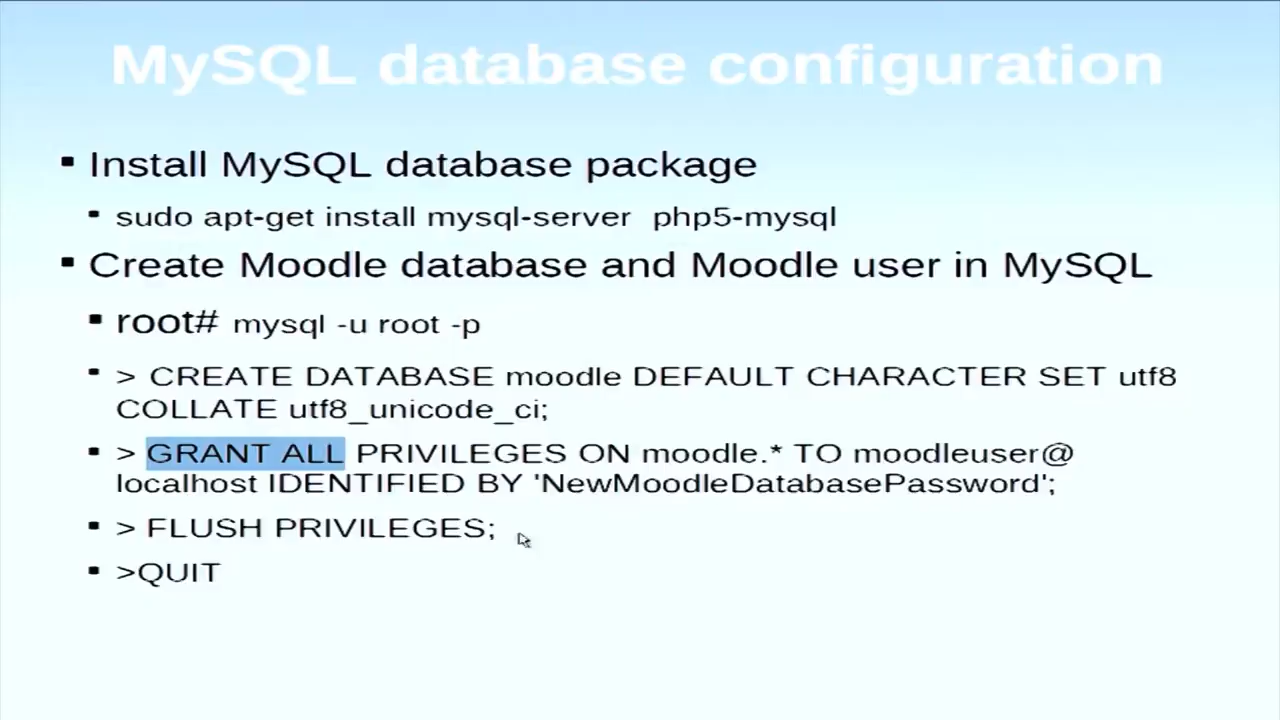 MySQL database configuration
Install MySQL database package
sudo apt-get install mysql-server  php5-mysql
Create Moodle database and Moodle user in MySQL
root# mysql -u root -p
> CREATE DATABASE moodle DEFAULT CHARACTER SET utf8
COLLATE utf8_unicode_ci;
> GRANT ALL PRIVILEGES ON moodle.* TO moodleuser@
localhost IDENTIFIED BY 'NewMoodleDatabasePassword';
> FLUSH PRIVILEGES;
>QUIT